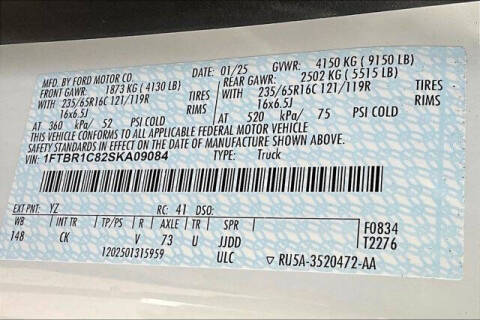 MFD. BY FORD MOTOR CO. 01/25 GVWR: 4150 KG ( 9150 LB)
FRONT GAWR: 1873 KG ( 4130 LB) REAR GAWR: 2502 KG ( 5515 LB)
WITH 235/65R16C 121/119R TIRES WITH 235/65R16C 121/119R TIRES
16x6.5J RIMS 16x6.5J RIMS
AT 360 kPa/ 52 PSI COLD AT 520 kPa/ 75 PSI COLD
THIS VEHICLE CONFORMS TO ALL APPLICABLE FEDERAL MOTOR VEHICLE
SAFETY STANDARDS IN EFFECT ON THE DATE OF MANUFACTURE SHOWN ABOVE.
1FTBR1C82SKA09084 TYPE: Truck
EXT PNT: YZ RC: 41 DSO:
WB INT TR TP/PS R AXLE TR SPR F0834
148 CK V 73 U JJDD T2276
1202501315959 ULC ▽ RU5A-3520472-AA